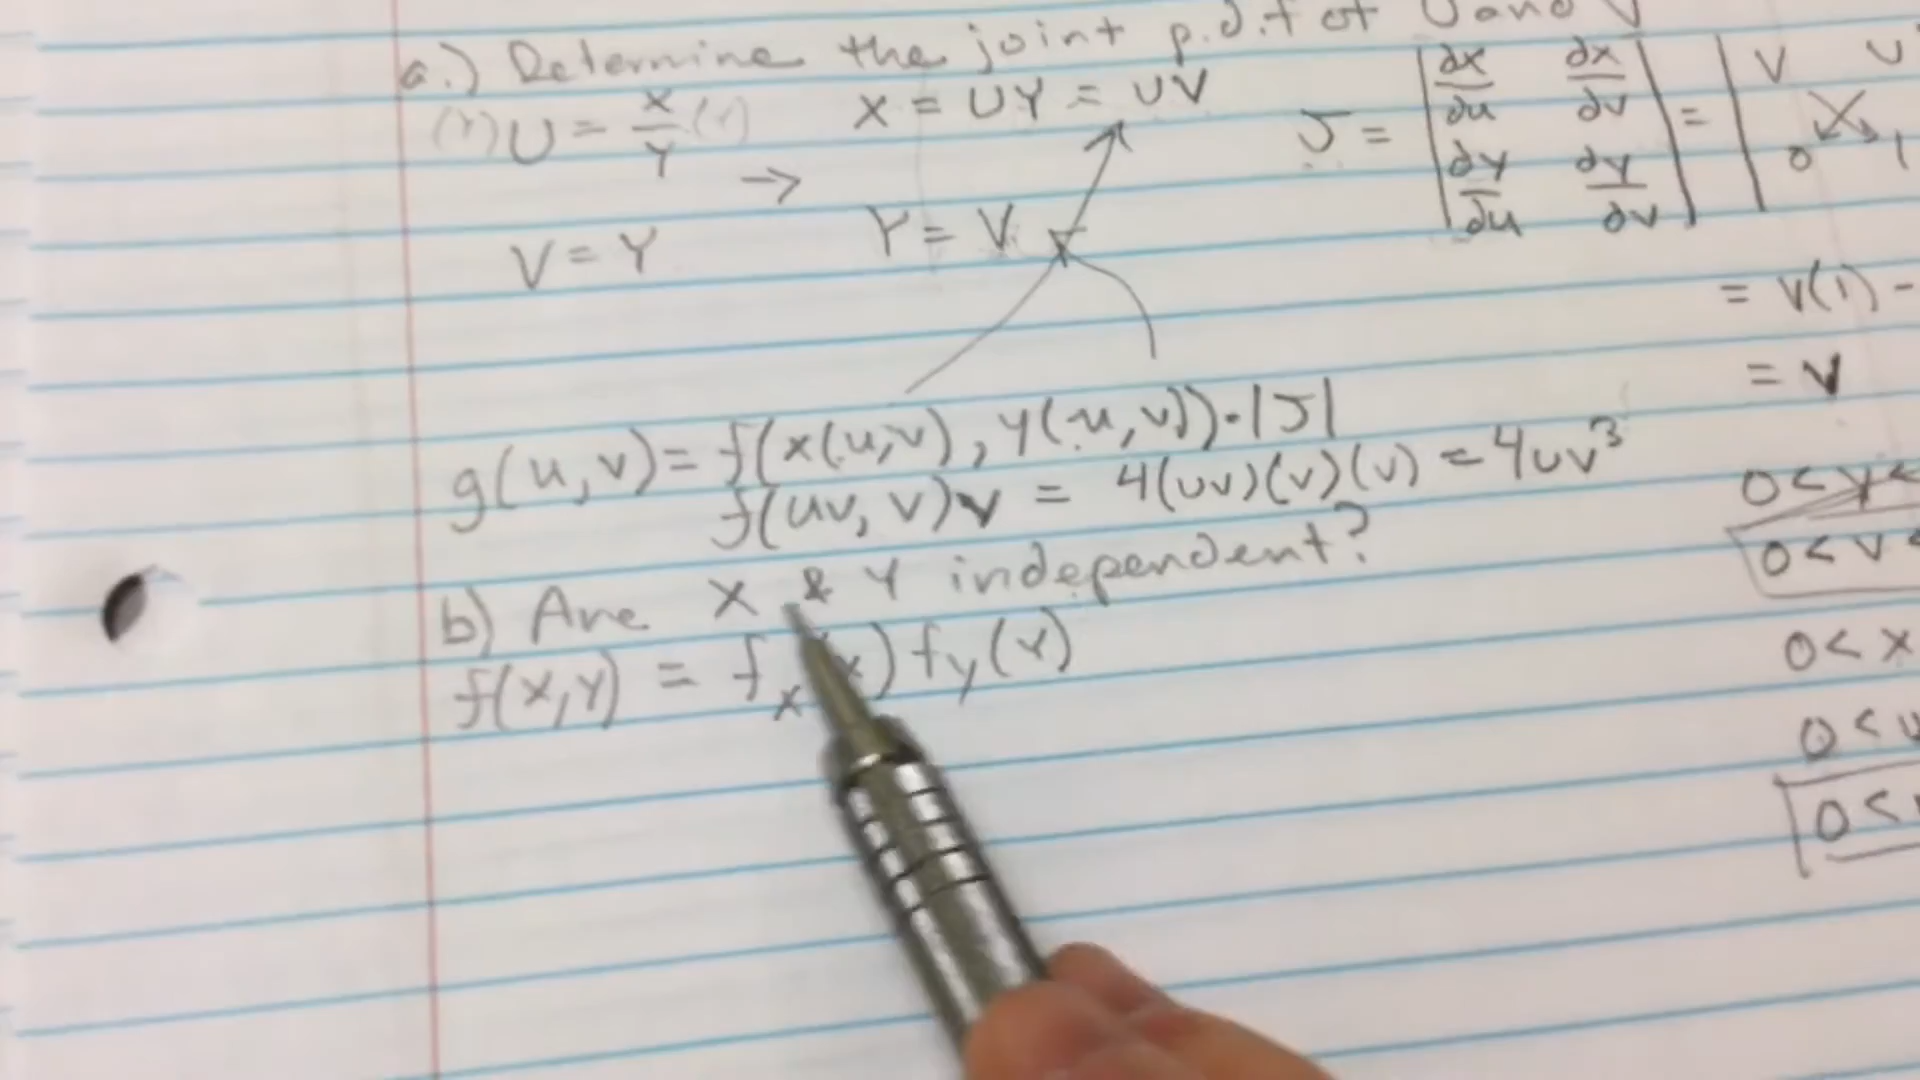 a.) Determine the joint p.d.f of U and V
(Y) U = X/Y (Y) → X = UY = UV
V = Y Y = V
J = | ∂x/∂u ∂x/∂v | = | V U
| ∂y/∂u ∂y/∂v | | 0 1
= v(1) -
= v
g(u,v) = f(x(u,v), y(u,v)) · |J|
f(uv, v)v = 4(uv)(v)(v) = 4uv³
0 < y <
0 < v <
b) Are X & Y independent?
f(x,y) = fx(x) fy(y)
0 < x
0 < u
0 <